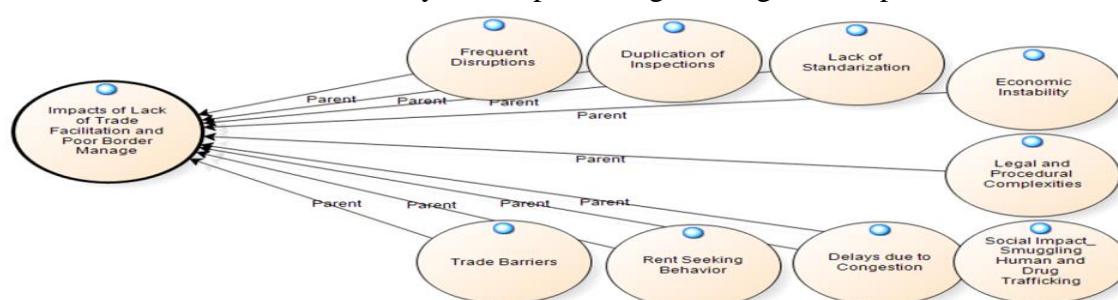 Frequent
Disruptions
Duplication of
Inspections
Lack of
Standarization
Economic
Instability
Impacts of Lack
of Trade
Facilitation and
Poor Border
Manage
Parent
Parent
Parent
Parent
Parent
Legal and
Procedural
Complexities
Parent
Parent
Parent
Parent
Trade Barriers
Rent Seeking
Behavior
Delays due to
Congestion
Social Impact_
Smuggling
Human and
Drug
Trafficking